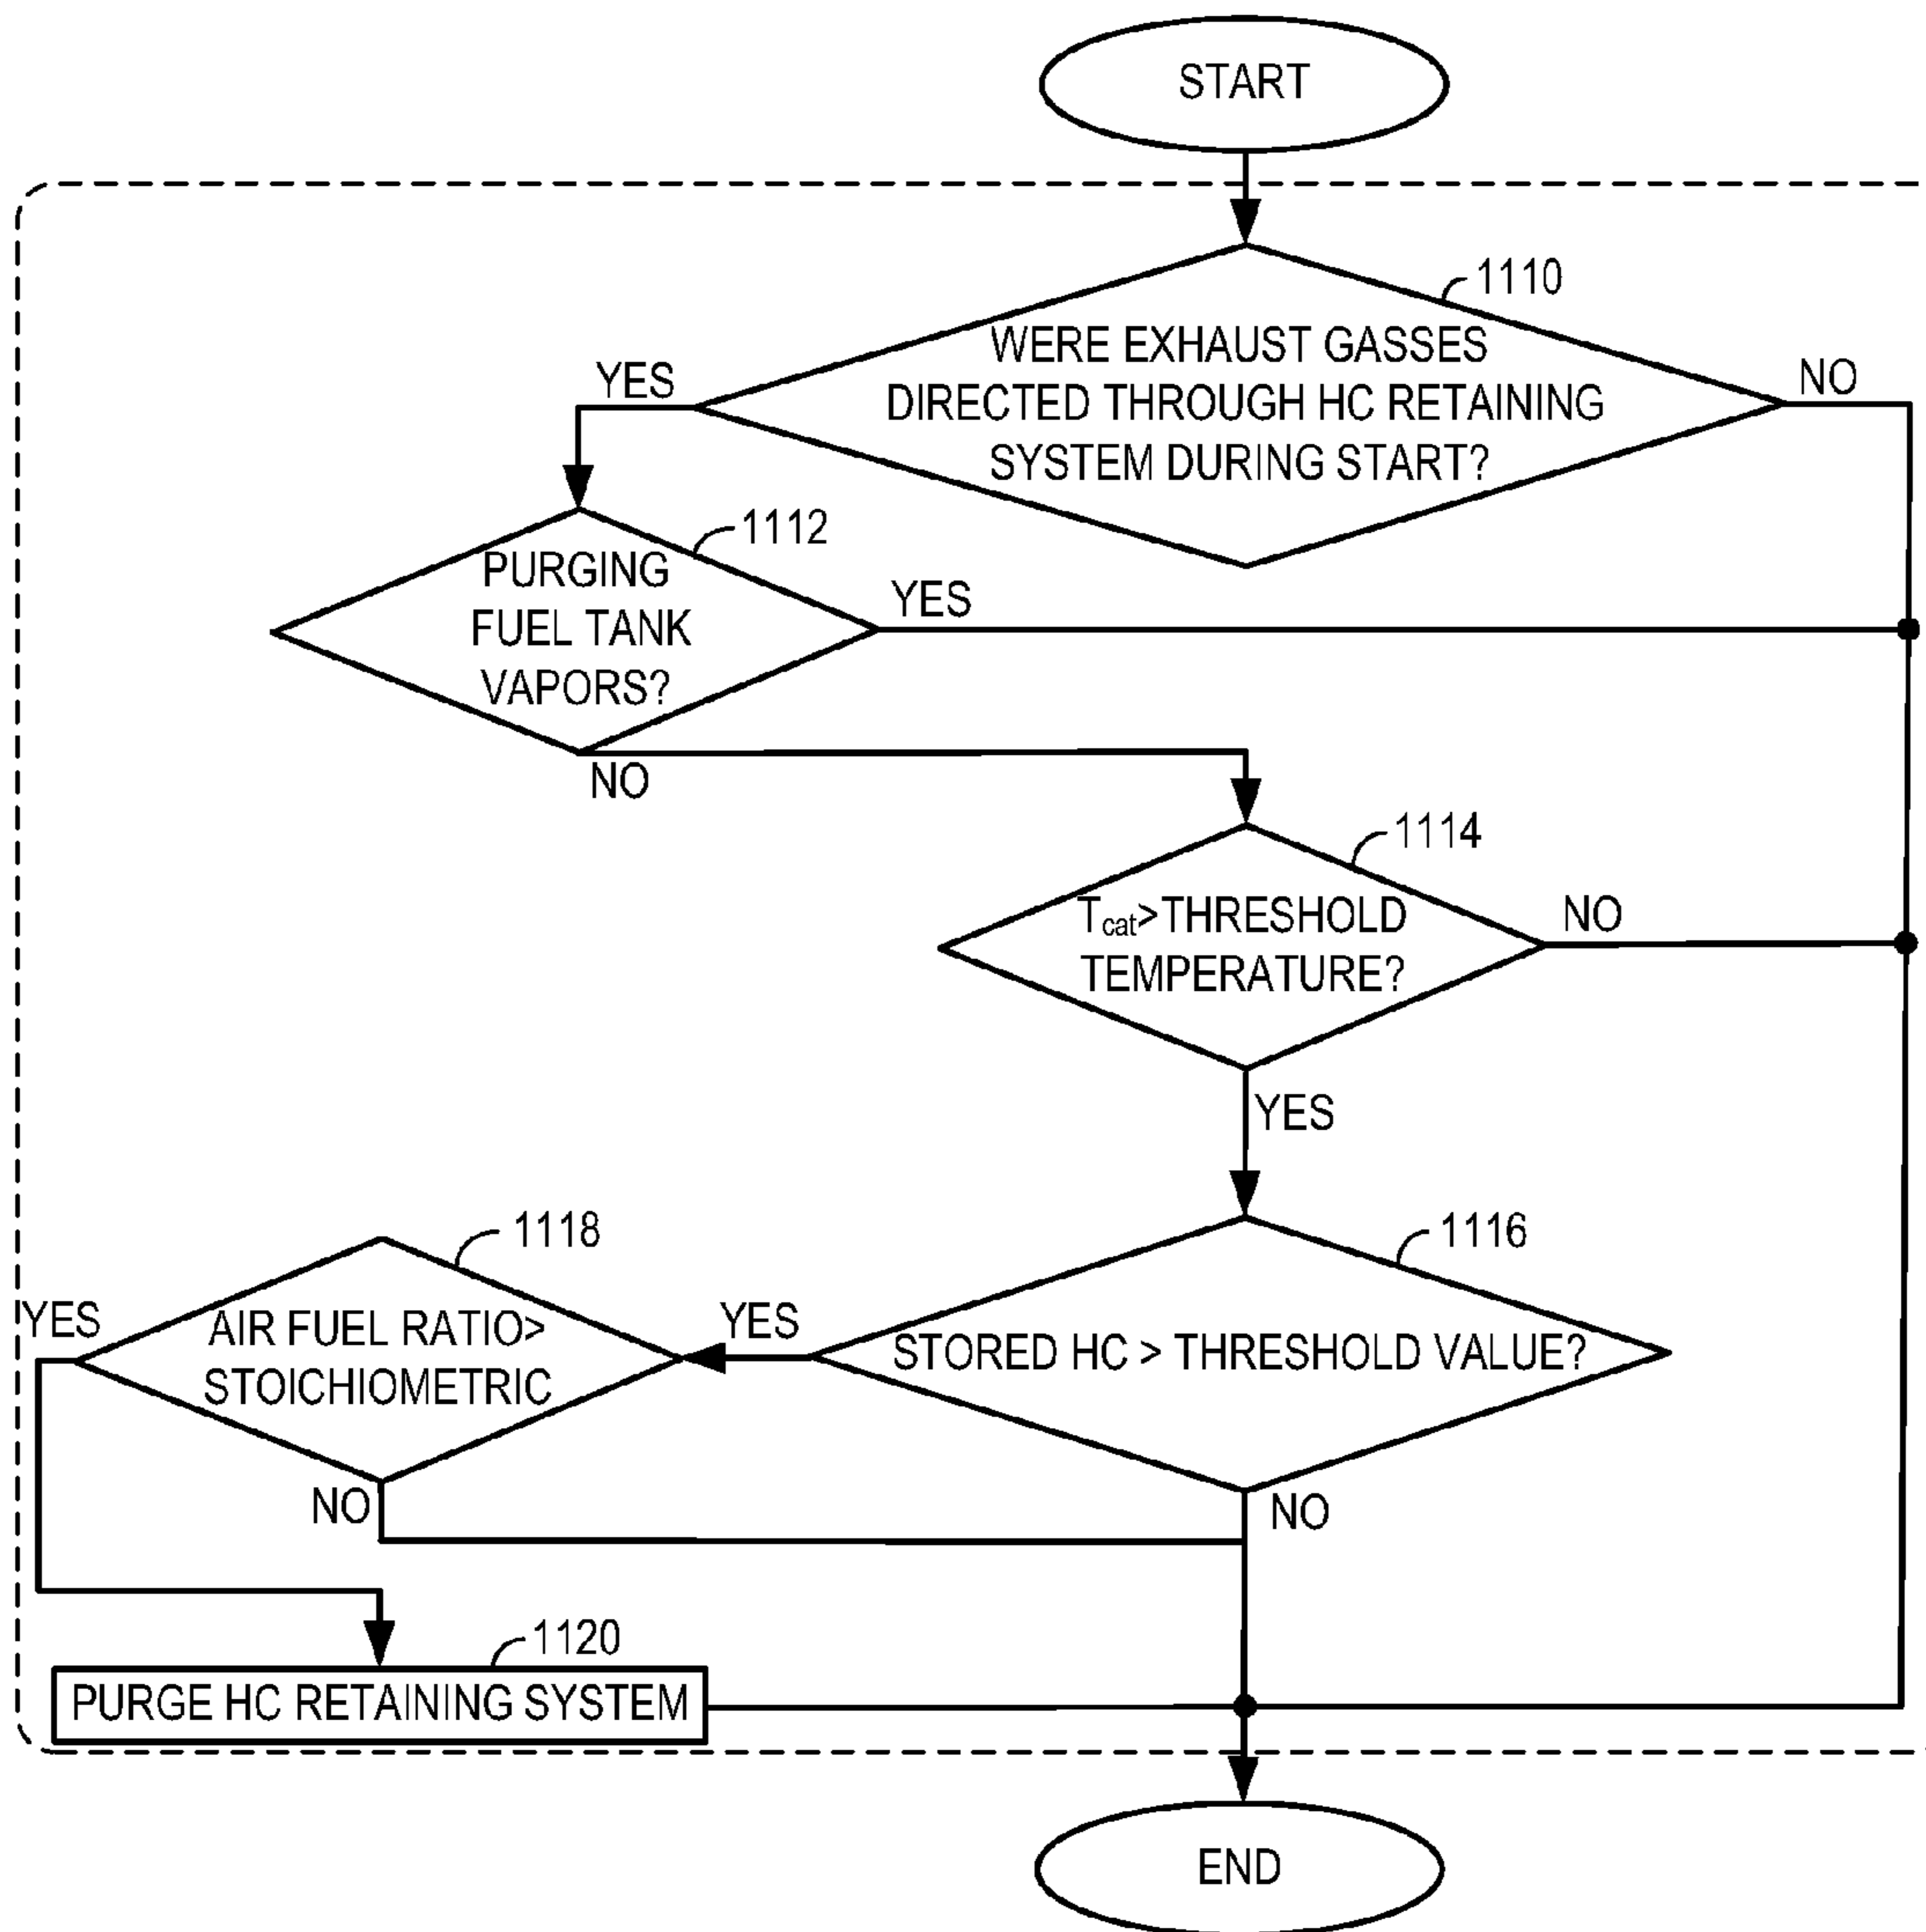 START
1110
WERE EXHAUST GASSES
DIRECTED THROUGH HC RETAINING
SYSTEM DURING START?
YES
NO
1112
PURGING
FUEL TANK
VAPORS?
YES
NO
1114
Tcat>THRESHOLD
TEMPERATURE?
NO
YES
1116
STORED HC > THRESHOLD VALUE?
YES
NO
1118
AIR FUEL RATIO>
STOICHIOMETRIC
YES
NO
1120
PURGE HC RETAINING SYSTEM
END